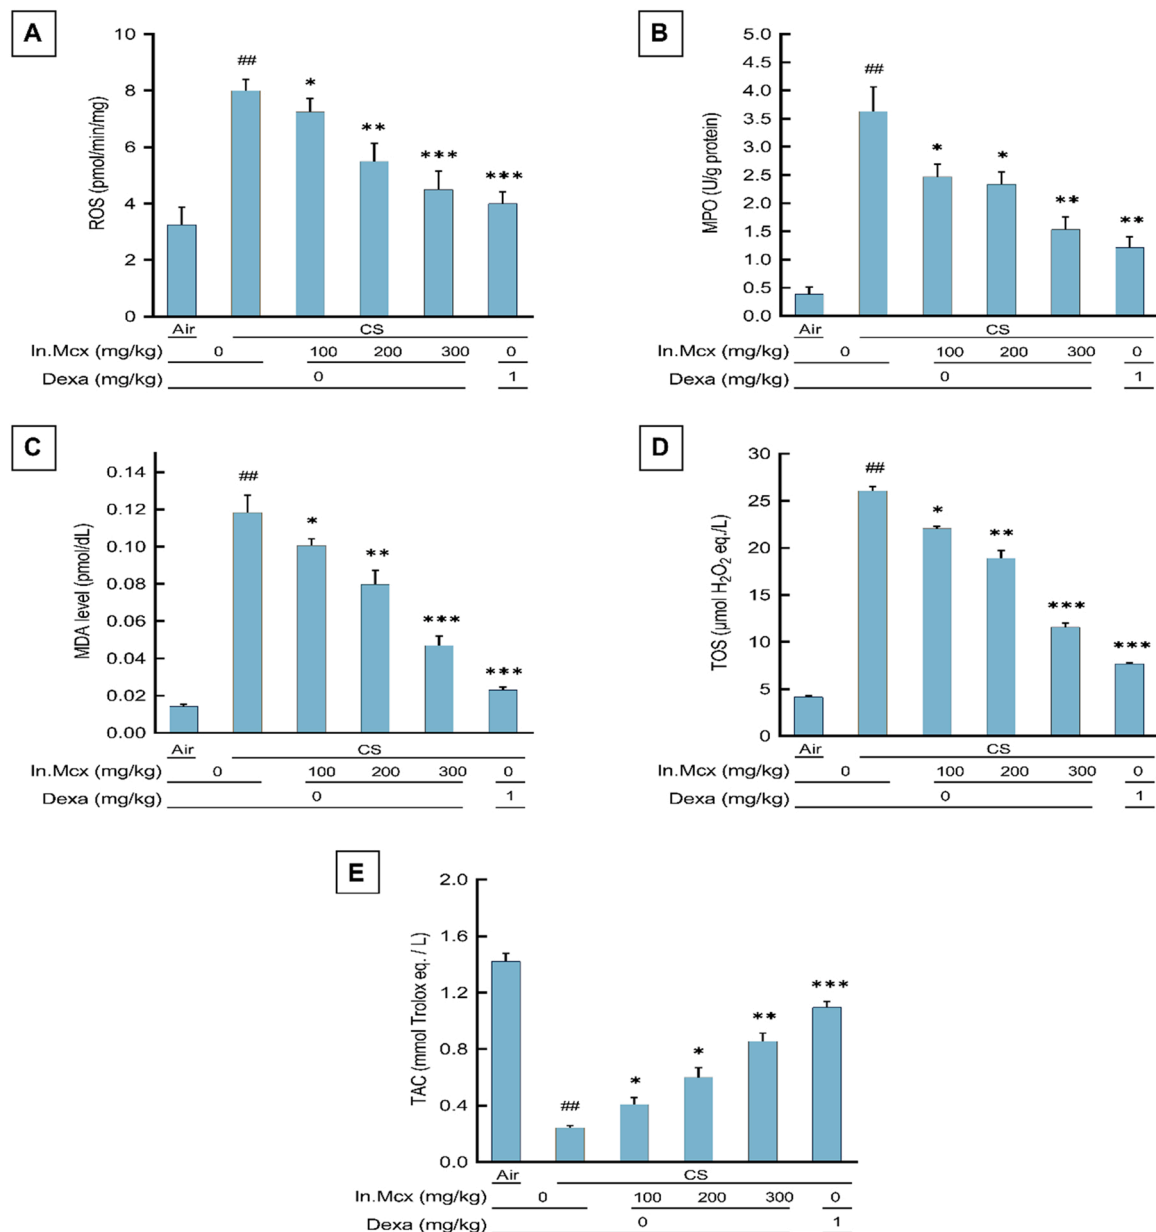 A
ROS (pmol/min/mg)
10
8
6
4
2
0
##
*
**
***
***
Air
CS
In.Mcx (mg/kg) 0 100 200 300 0
Dexa (mg/kg) 0 1
B
MPO (U/g protein)
5.0
4.5
4.0
3.5
3.0
2.5
2.0
1.5
1.0
0.5
0.0
##
*
*
**
**
Air
CS
In.Mcx (mg/kg) 0 100 200 300 0
Dexa (mg/kg) 0 1
C
MDA level (pmol/dL)
0.14
0.12
0.10
0.08
0.06
0.04
0.02
0.00
##
*
**
***
***
Air
CS
In.Mcx (mg/kg) 0 100 200 300 0
Dexa (mg/kg) 0 1
D
TOS (µmol H₂O₂ eq./L)
30
25
20
15
10
5
0
##
*
**
***
***
Air
CS
In.Mcx (mg/kg) 0 100 200 300 0
Dexa (mg/kg) 0 1
E
TAC (mmol Trolox eq. / L)
2.0
1.6
1.2
0.8
0.4
0.0
##
*
*
**
***
Air
CS
In.Mcx (mg/kg) 0 100 200 300 0
Dexa (mg/kg) 0 1